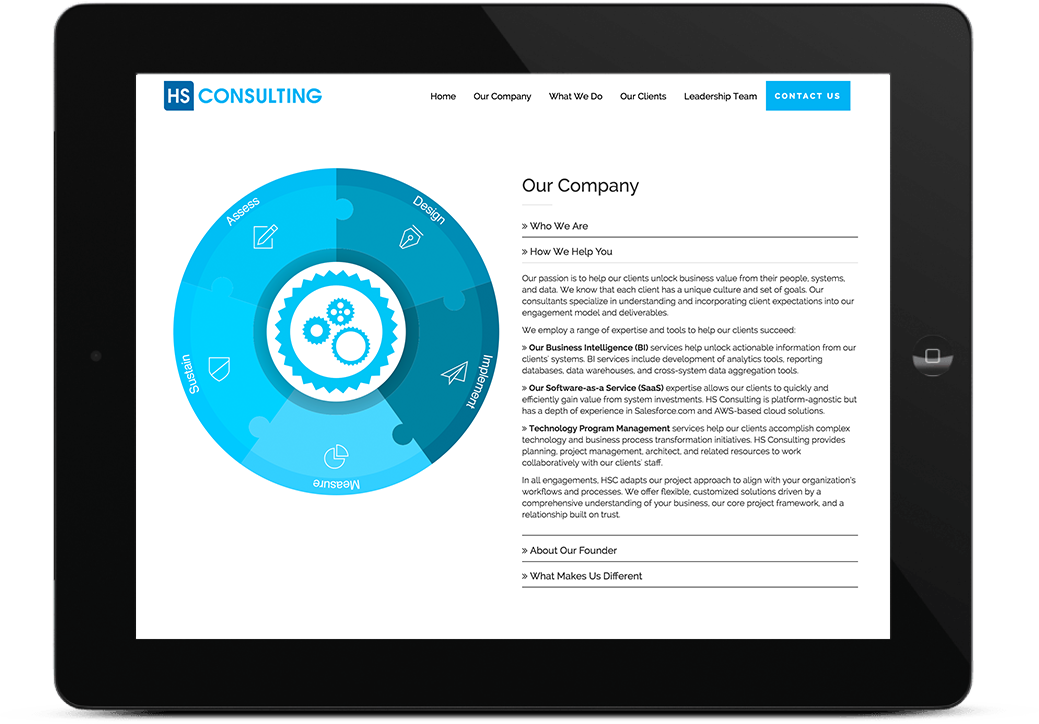 HS CONSULTING
Home Our Company What We Do Our Clients Leadership Team CONTACT US
Assess
Design
Implement
Measure
Sustain
Our Company
» Who We Are
» How We Help You
Our passion is to help our clients unlock business value from their people, systems,
and data. We know that each client has a unique culture and set of goals. Our
consultants specialize in understanding and incorporating client expectations into our
engagement model and deliverables.
We employ a range of expertise and tools to help our clients succeed:
» Our Business Intelligence (BI) services help unlock actionable information from our
clients' systems. BI services include development of analytics tools, reporting
databases, data warehouses, and cross-system data aggregation tools.
» Our Software-as-a Service (SaaS) expertise allows our clients to quickly and
efficiently gain value from system investments. HS Consulting is platform-agnostic but
has a depth of experience in Salesforce.com and AWS-based cloud solutions.
» Technology Program Management services help our clients accomplish complex
technology and business process transformation initiatives. HS Consulting provides
planning, project management, architect, and related resources to work
collaboratively with our clients' staff.
In all engagements, HSC adapts our project approach to align with your organization's
workflows and processes. We offer flexible, customized solutions driven by a
comprehensive understanding of your business, our core project framework, and a
relationship built on trust.
» About Our Founder
» What Makes Us Different